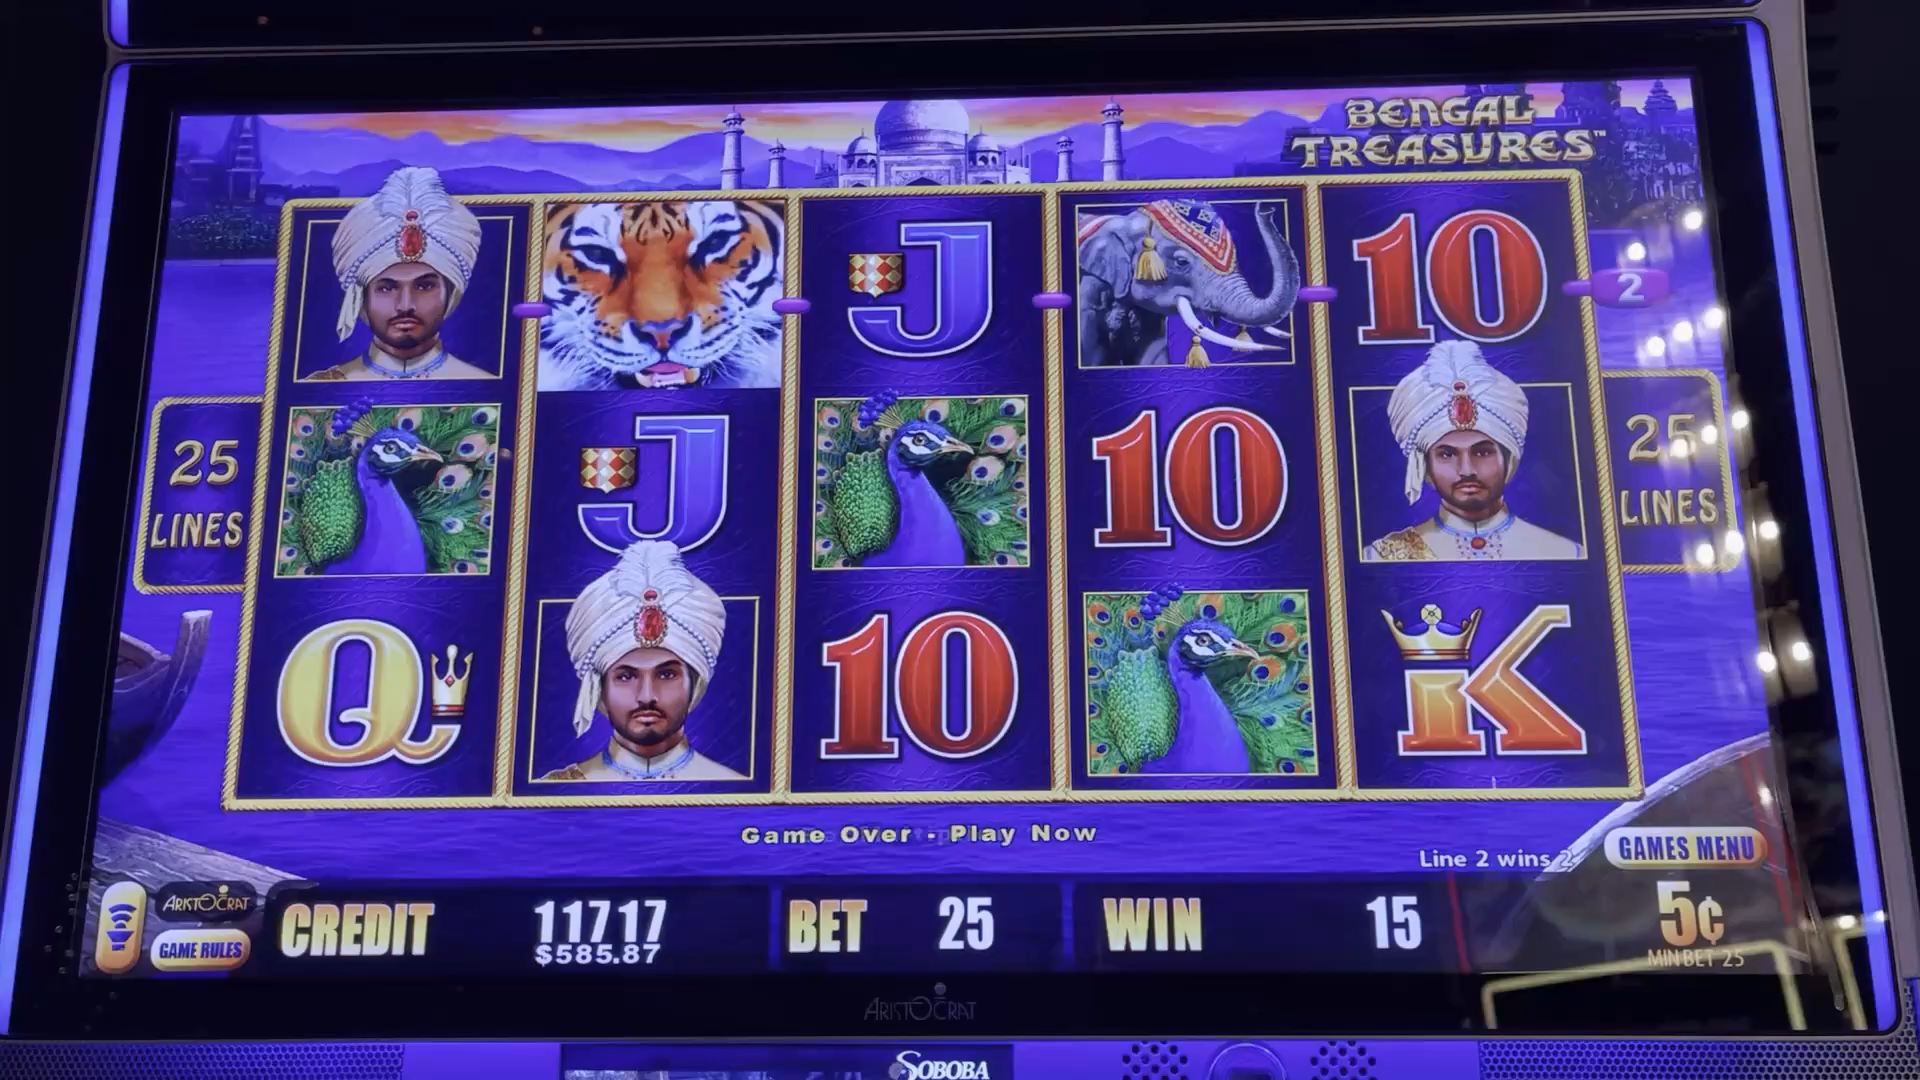 BENGAL
TREASURES™
J
10
2
25
LINES
J
10
25
LINES
Q
10
K
Game Over - Play Now
Line 2 wins 2
GAMES MENU
ARISTOCRAT
GAME RULES
CREDIT
11717
$585.87
BET
25
WIN
15
5¢
MIN BET 25
ARISTOCRAT
SOBOBA